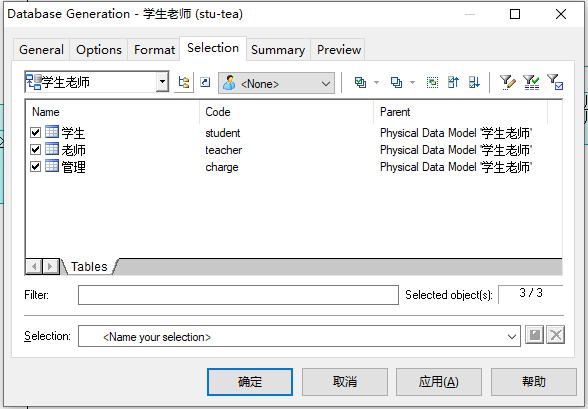 Database Generation - 学生老师 (stu-tea)
General Options Format Selection Summary Preview
学生老师 <None>
Name Code Parent
学生 student Physical Data Model '学生老师'
老师 teacher Physical Data Model '学生老师'
管理 charge Physical Data Model '学生老师'
Tables
Filter: Selected object(s): 3 / 3
Selection: <Name your selection>
确定 取消 应用(A) 帮助